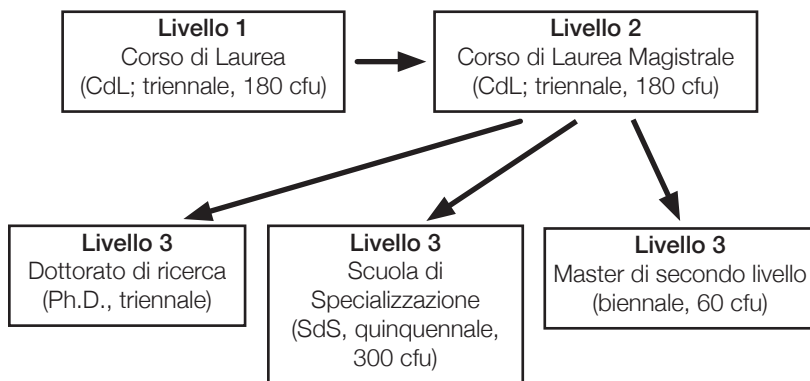 Livello 1
Corso di Laurea
(CdL; triennale, 180 cfu)
Livello 2
Corso di Laurea Magistrale
(CdL; triennale, 180 cfu)
Livello 3
Dottorato di ricerca
(Ph.D., triennale)
Livello 3
Scuola di
Specializzazione
(SdS, quinquennale,
300 cfu)
Livello 3
Master di secondo livello
(biennale, 60 cfu)